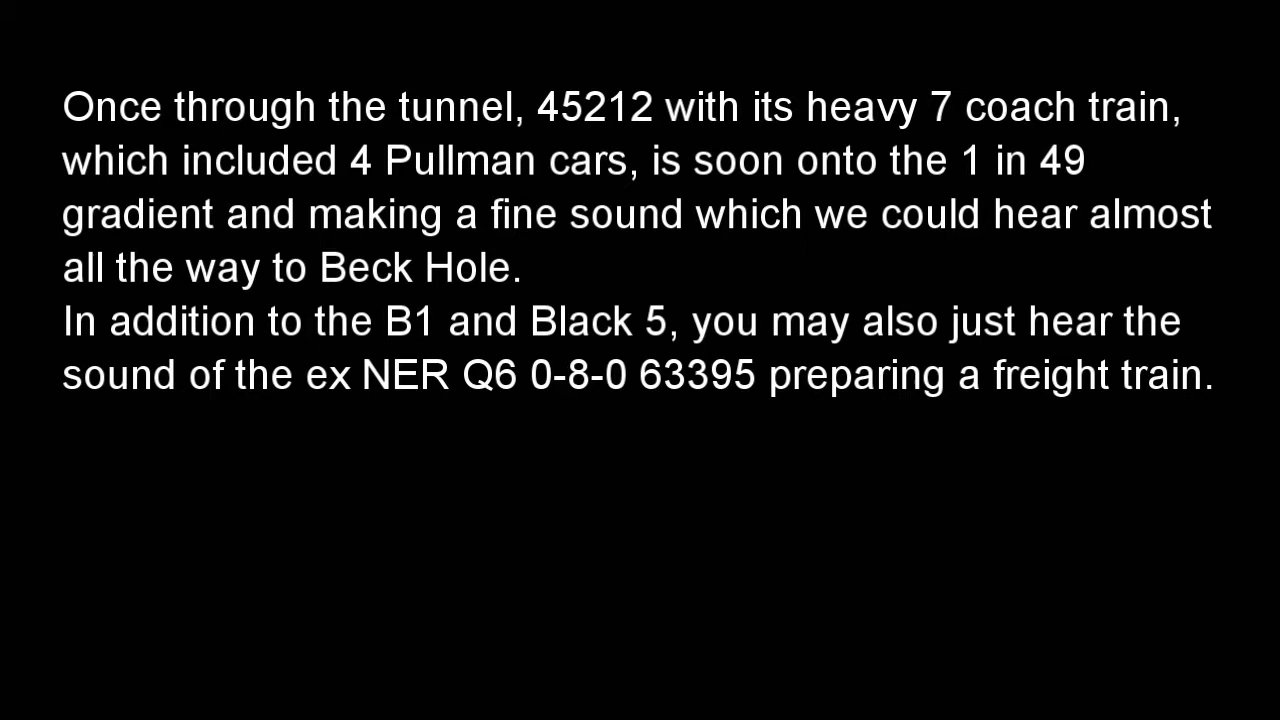 Once through the tunnel, 45212 with its heavy 7 coach train,
which included 4 Pullman cars, is soon onto the 1 in 49
gradient and making a fine sound which we could hear almost
all the way to Beck Hole.
In addition to the B1 and Black 5, you may also just hear the
sound of the ex NER Q6 0-8-0 63395 preparing a freight train.